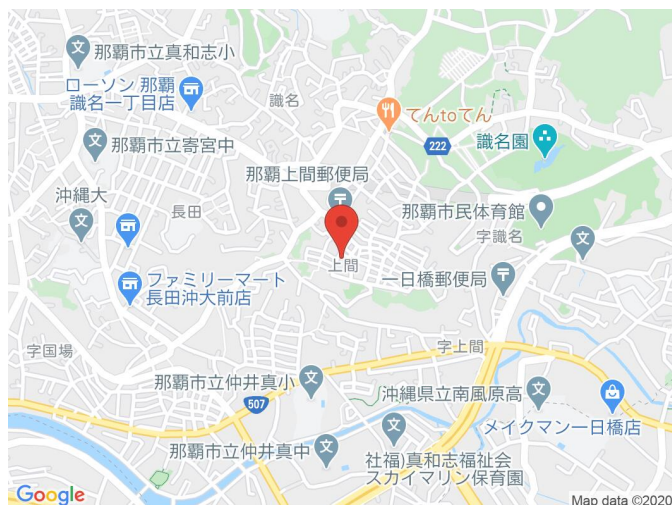 那覇市立真和志小
ローソン 那覇
識名一丁目店
識名
てんtoてん
222
識名園
那覇市立寄宮中
那覇上間郵便局
沖縄大
長田
那覇市民体育館
字識名
上間
一日橋郵便局
ファミリーマート
長田沖大前店
字国場
字上間
那覇市立仲井真小
507
沖縄県立南風原高
メイクマン一日橋店
那覇市立仲井真中
社福)真和志福祉会
スカイマリン保育園
Google
Map data ©2020